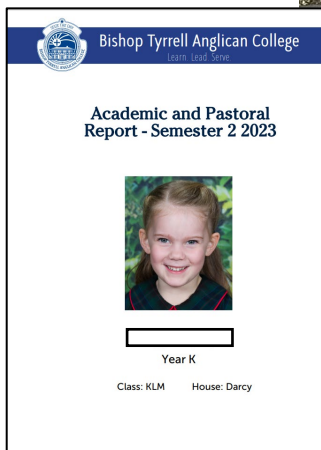 Bishop Tyrrell Anglican College
Learn. Lead. Serve
Academic and Pastoral
Report - Semester 2 2023
Year K
Class: KLM House: Darcy